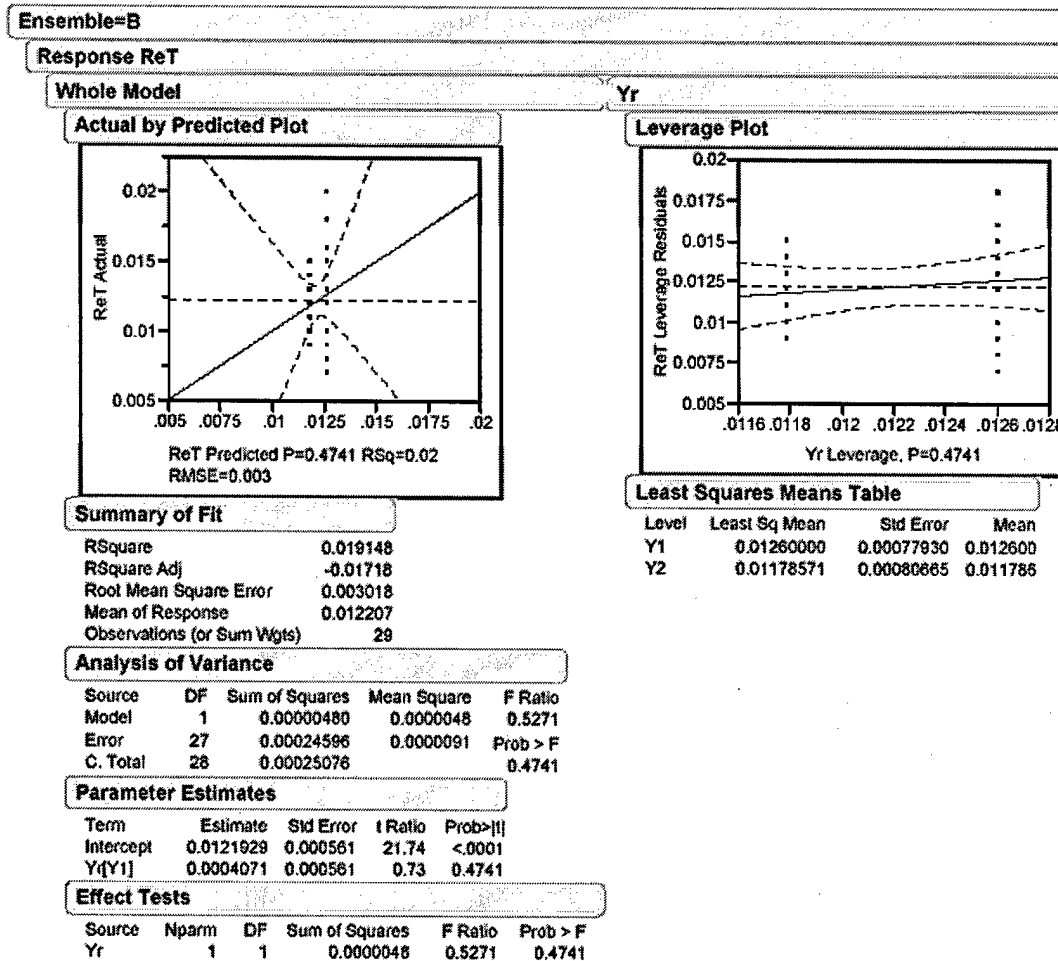 Ensemble=B
Response ReT
Whole Model
Actual by Predicted Plot
ReT Actual
0.02
0.015
0.01
0.005
.005 .0075 .01 .0125 .015 .0175 .02
ReT Predicted P=0.4741 RSq=0.02
RMSE=0.003
Summary of Fit
RSquare 0.019148
RSquare Adj -0.01718
Root Mean Square Error 0.003018
Mean of Response 0.012207
Observations (or Sum Wgts) 29
Analysis of Variance
Source DF Sum of Squares Mean Square F Ratio
Model 1 0.00000480 0.0000048 0.5271
Error 27 0.00024596 0.0000091 Prob > F
C. Total 28 0.00025076 0.4741
Parameter Estimates
Term Estimate Std Error t Ratio Prob>|t|
Intercept 0.0121929 0.000561 21.74 <.0001
Yr[Y1] 0.0004071 0.000561 0.73 0.4741
Effect Tests
Source Nparm DF Sum of Squares F Ratio Prob > F
Yr 1 1 0.0000048 0.5271 0.4741
Yr
Leverage Plot
ReT Leverage Residuals
0.02
0.0175
0.015
0.0125
0.01
0.0075
0.005
.0116 .0118 .012 .0122 .0124 .0126 .0128
Yr Leverage, P=0.4741
Least Squares Means Table
Level Least Sq Mean Std Error Mean
Y1 0.01260000 0.00077930 0.012600
Y2 0.01178571 0.00080665 0.011786